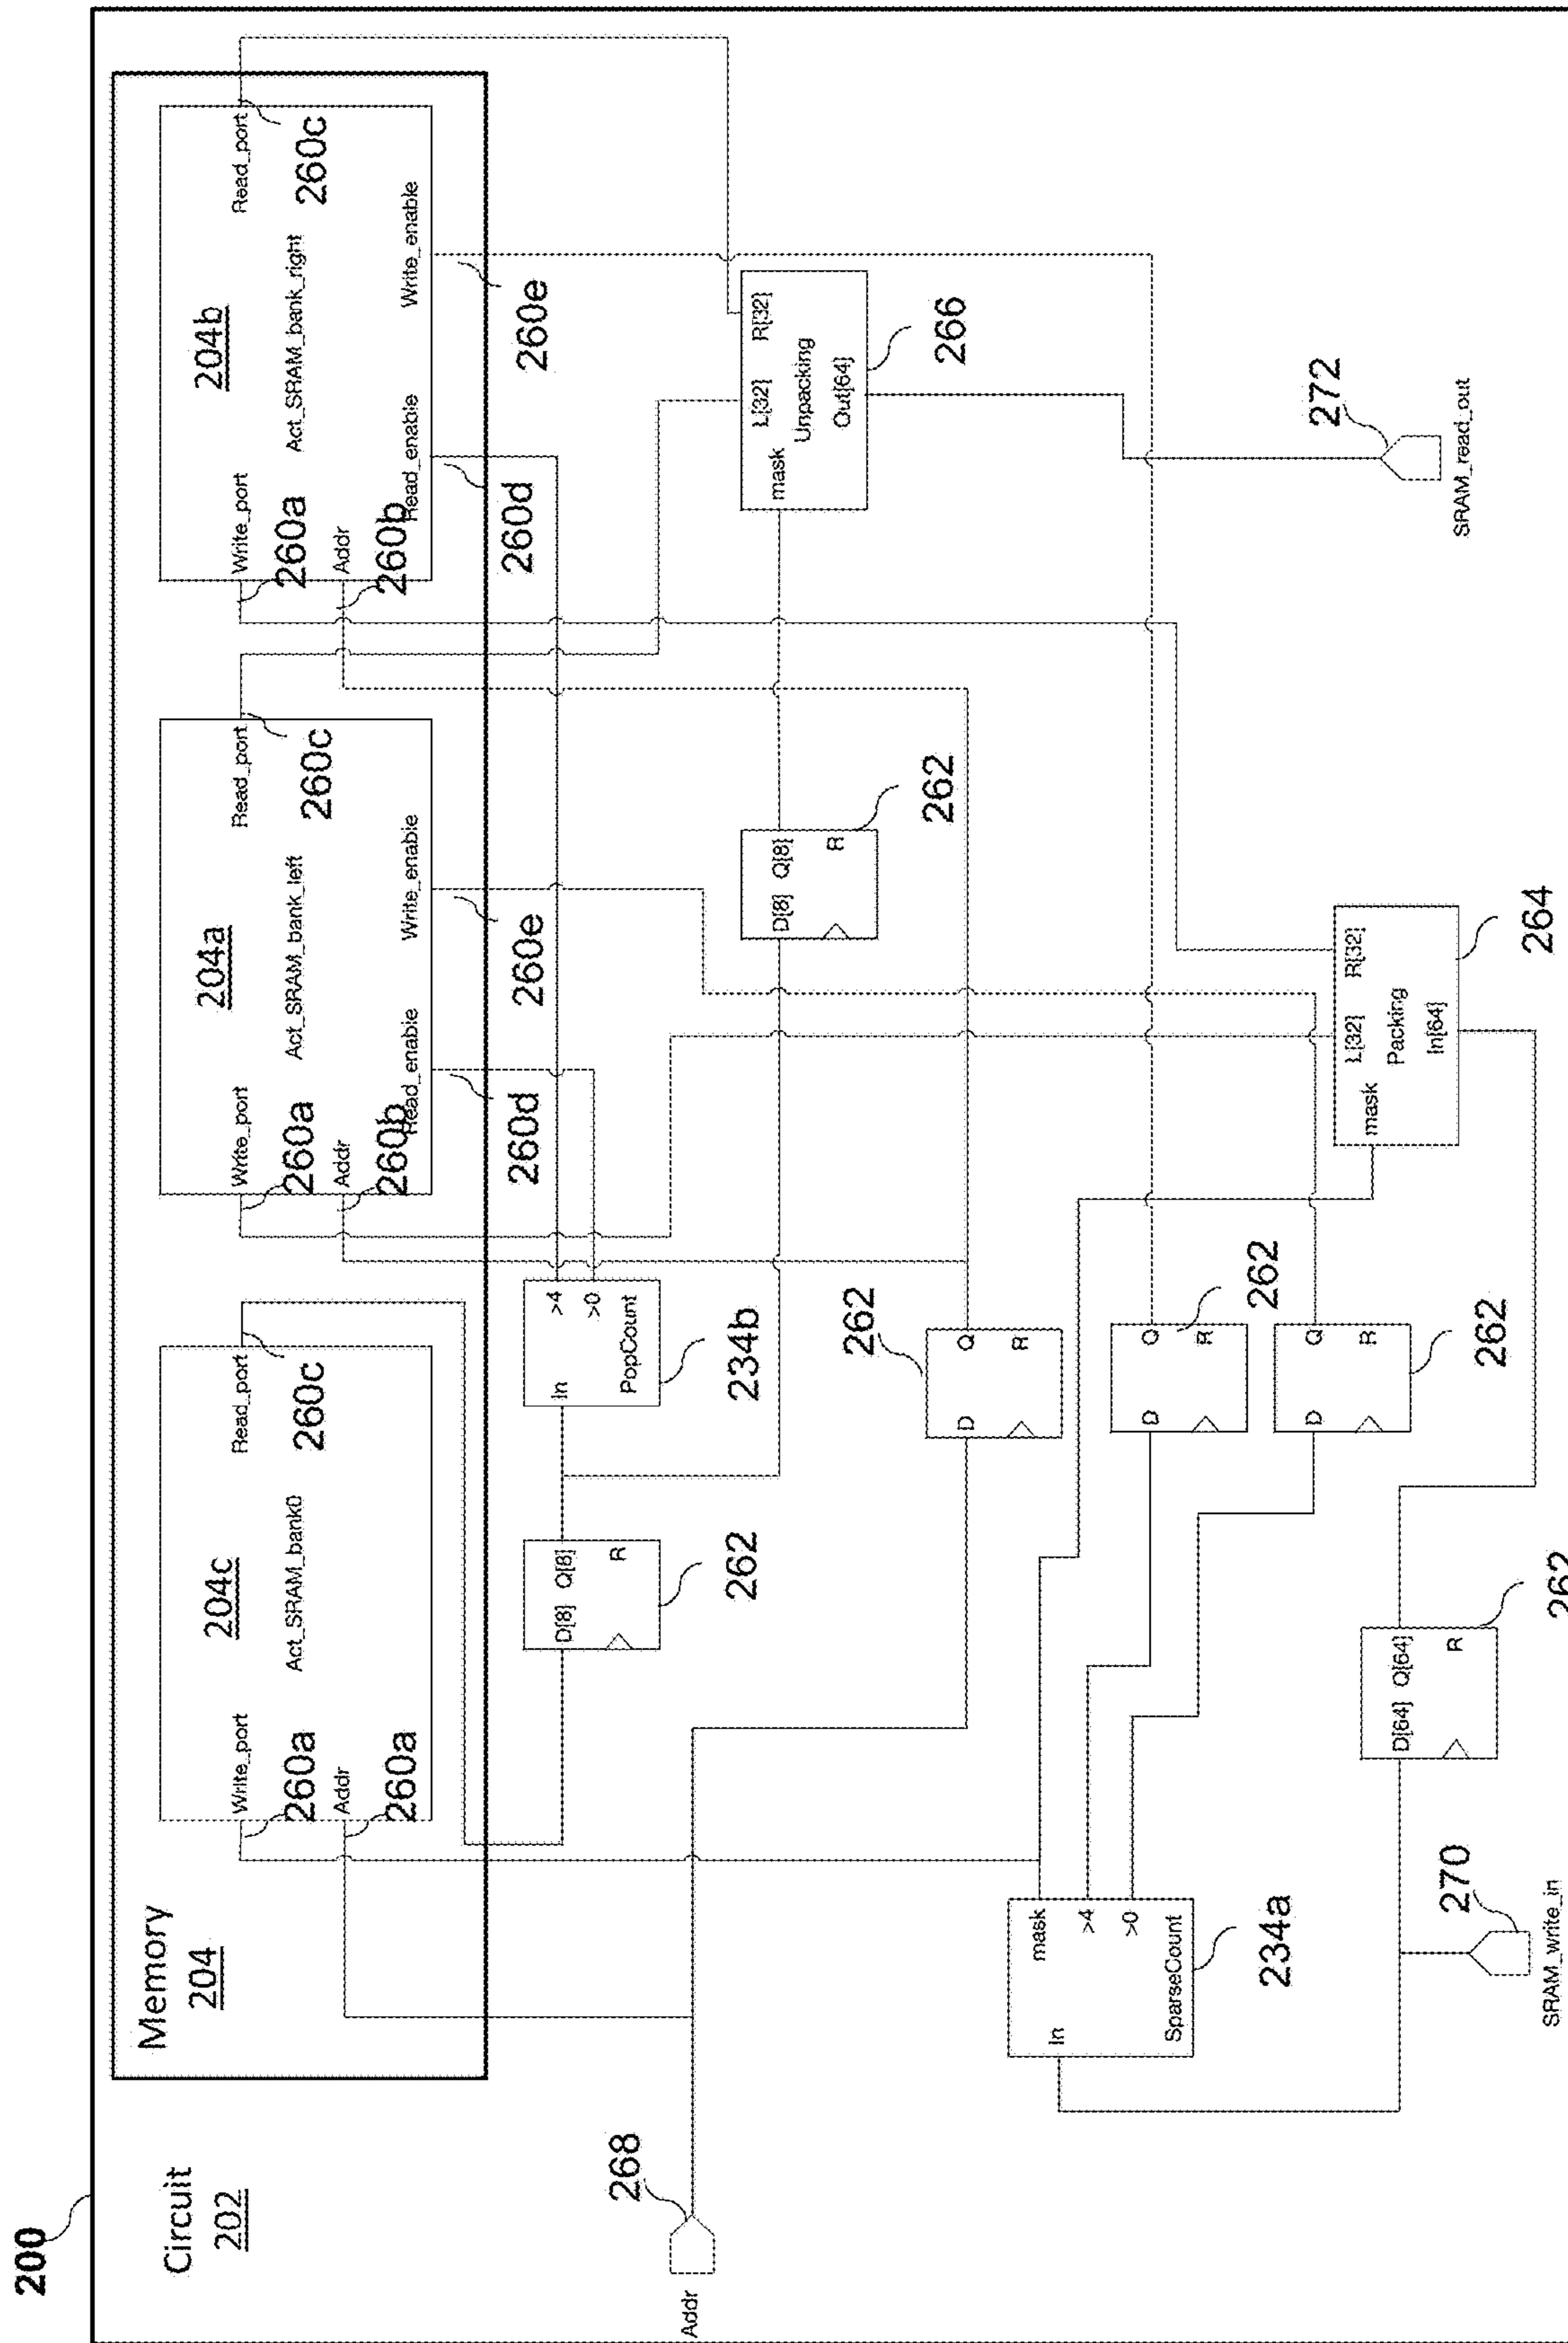 200
Circuit
202
Memory
204
204c
Act_SRAM_bank0
Write_port
260a
Addr
260a
Read_port
260c
204a
Act_SRAM_bank_left
Write_port
260a
Addr
260b
Read_enable
260d
Write_enable
260e
Read_port
260c
204b
Act_SRAM_bank_right
Write_port
260a
Addr
260b
Read_enable
260d
Write_enable
260e
Read_port
260c
D[8] Q[8]
R
262
In
>4
>0
PopCount
234b
D[8] Q[8]
R
262
mask
L[32]
R[32]
Unpacking
Out[64]
266
268
Addr
D
Q
R
262
In
mask
>4
>0
SparseCount
234a
D
Q
R
262
D
Q
R
262
D[64] Q[64]
R
262
mask
L[32]
R[32]
Packing
In[64]
264
270
SRAM_write_in
272
SRAM_read_out